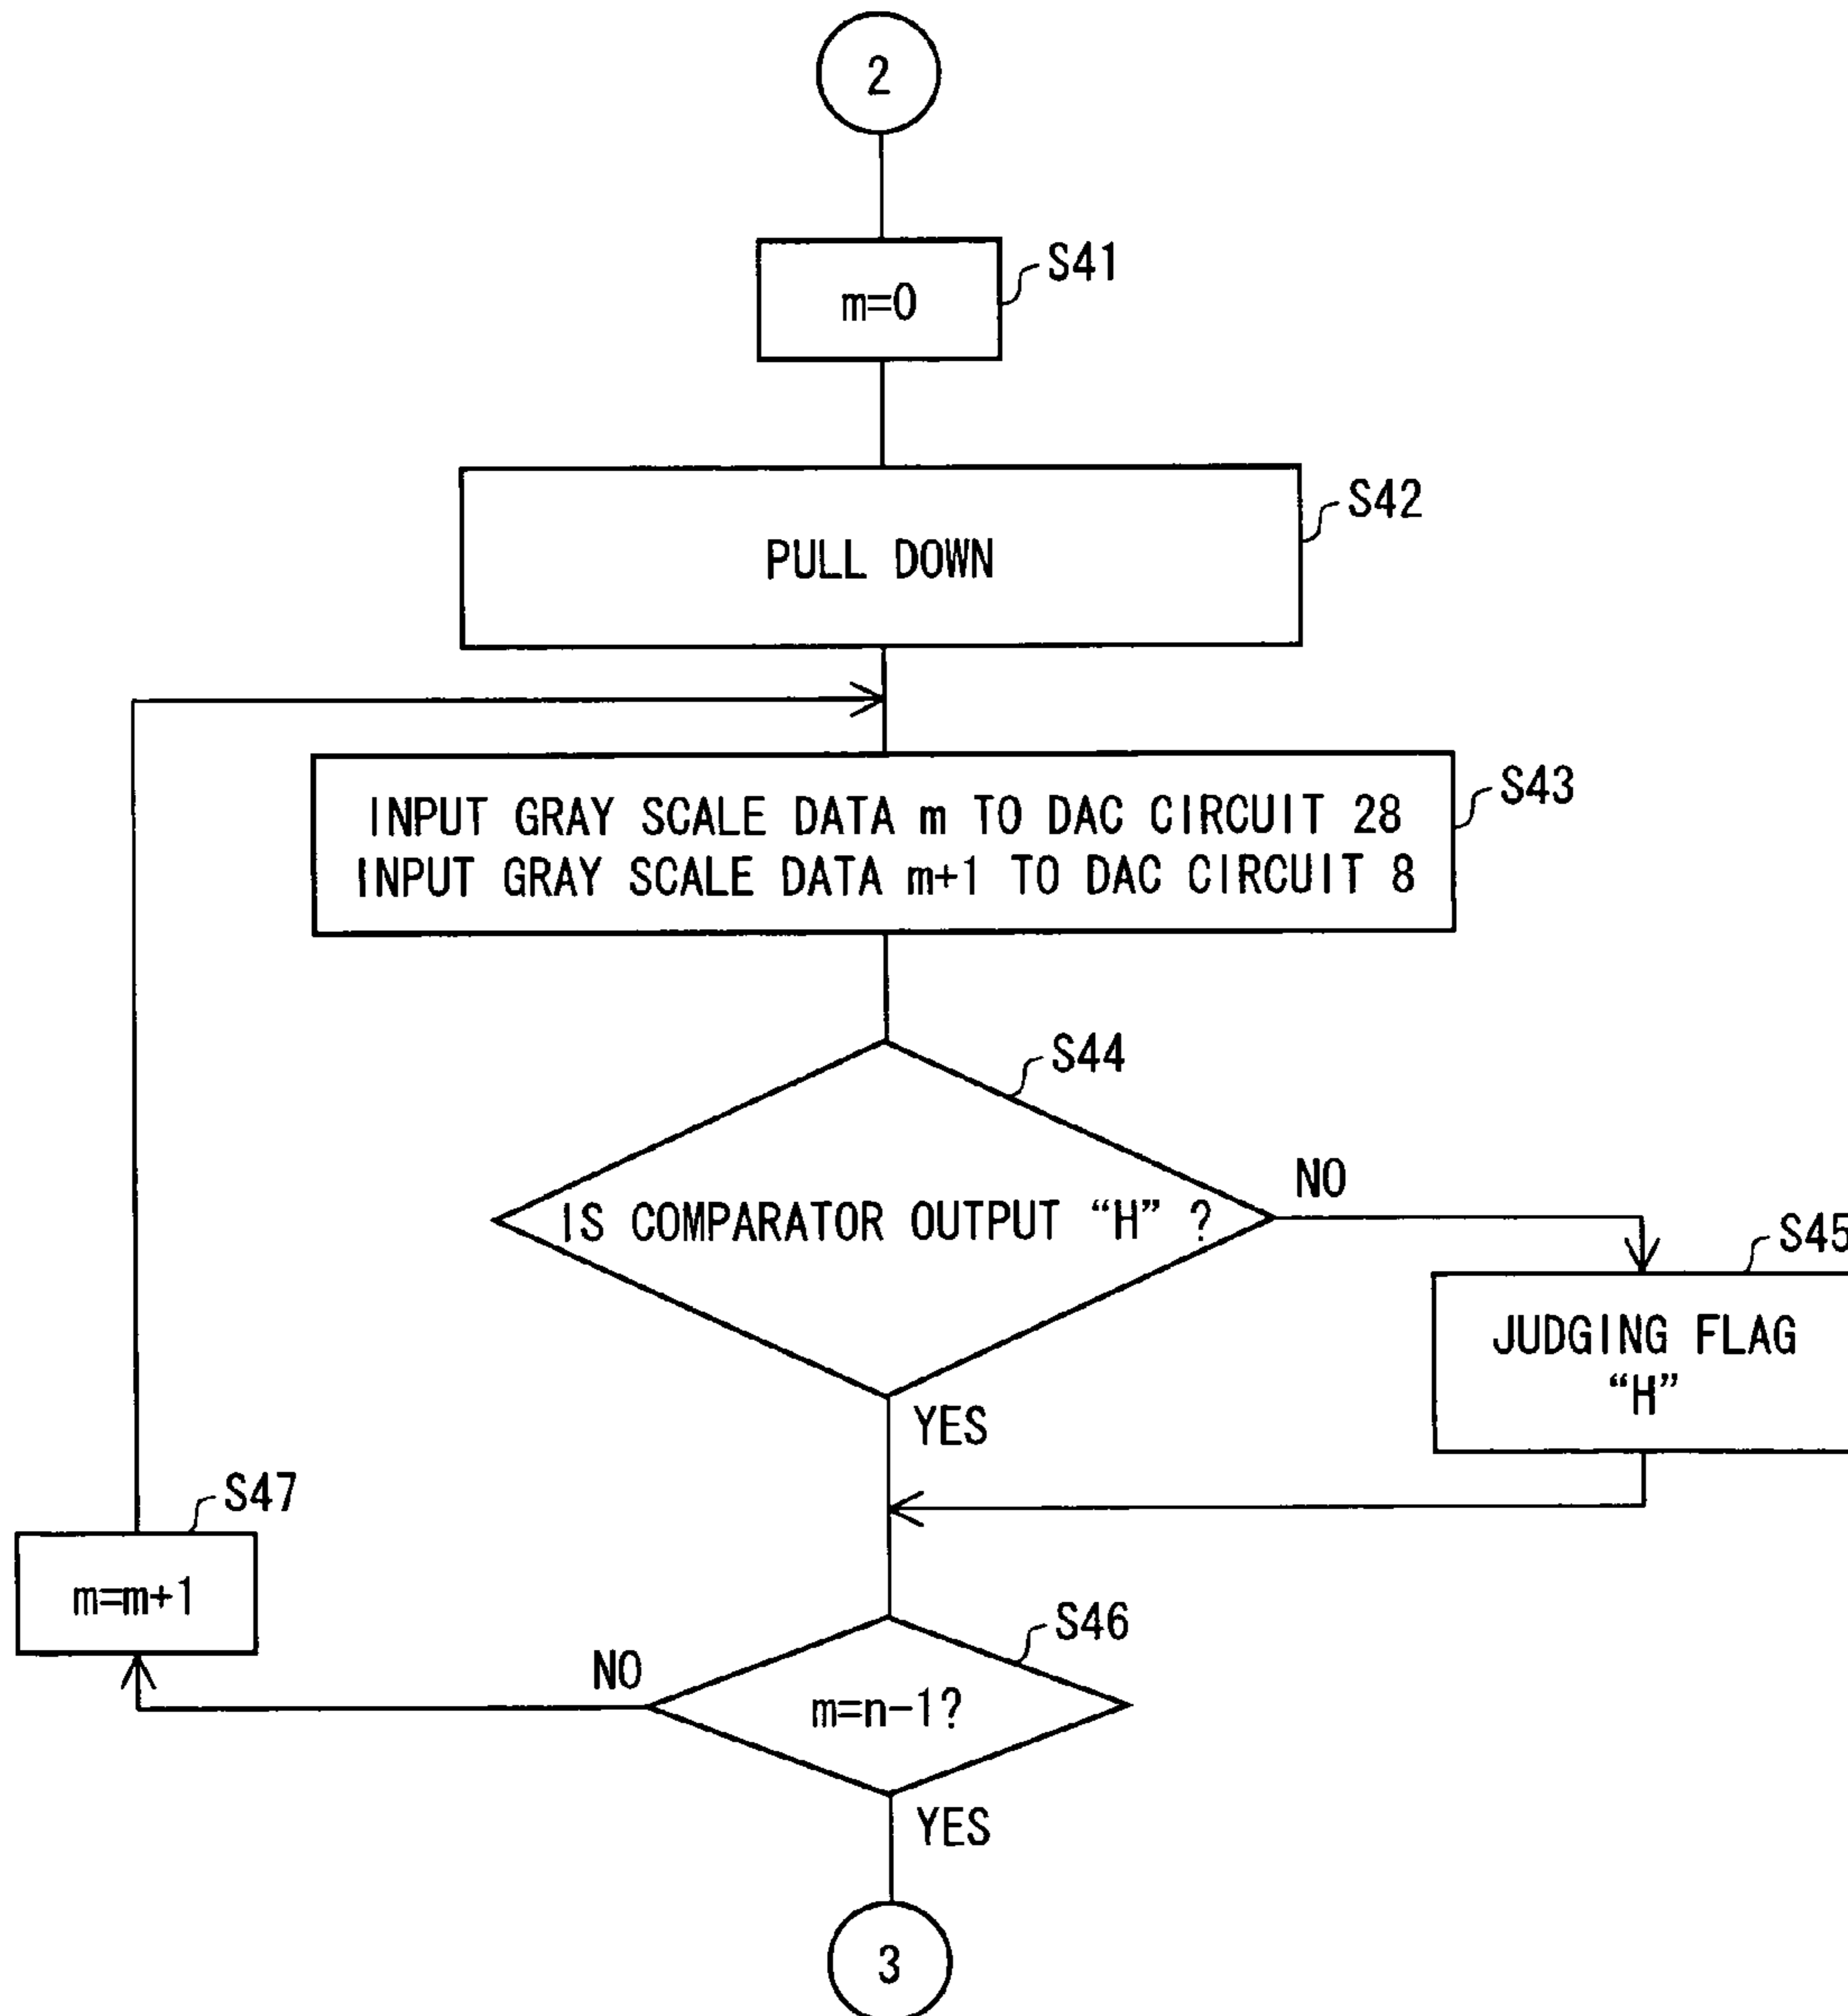 2
S41
m=0
S42
PULL DOWN
S43
INPUT GRAY SCALE DATA m TO DAC CIRCUIT 28
INPUT GRAY SCALE DATA m+1 TO DAC CIRCUIT 8
S44
IS COMPARATOR OUTPUT “H” ?
NO
S45
JUDGING FLAG
“H”
YES
S47
m=m+1
S46
NO
m=n-1?
YES
3